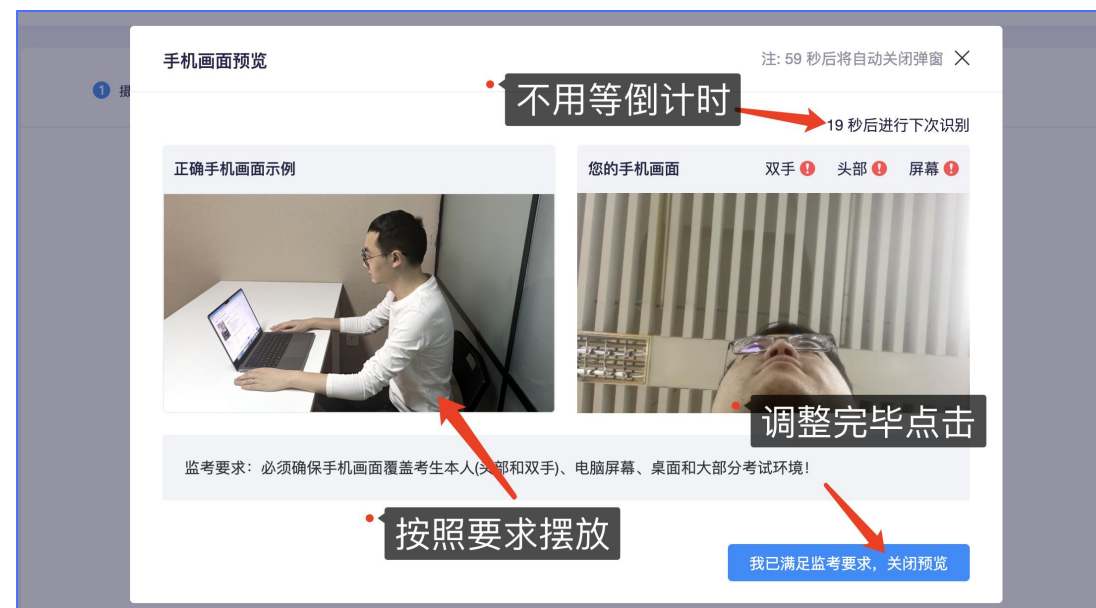 手机画面预览
注: 59 秒后将自动关闭弹窗
1 摄
不用等倒计时
19 秒后进行下次识别
正确手机画面示例
您的手机画面 双手 头部 屏幕
调整完毕点击
监考要求：必须确保手机画面覆盖考生本人(头部和双手)、电脑屏幕、桌面和大部分考试环境！
按照要求摆放
我已满足监考要求，关闭预览